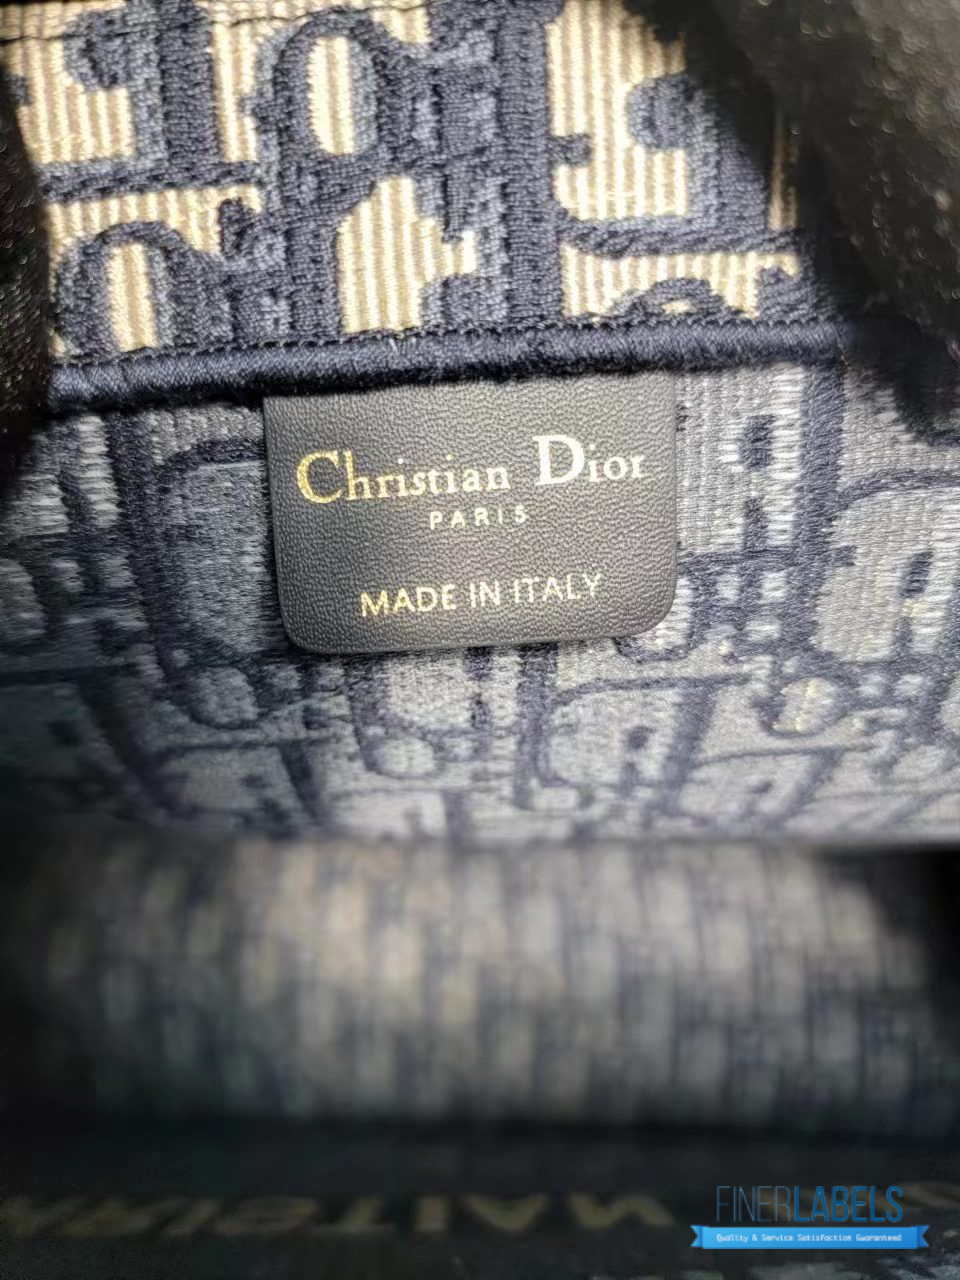 Christian Dior
PARIS
MADE IN ITALY
FINERLABELS
Quality & Service Satisfaction Guaranteed